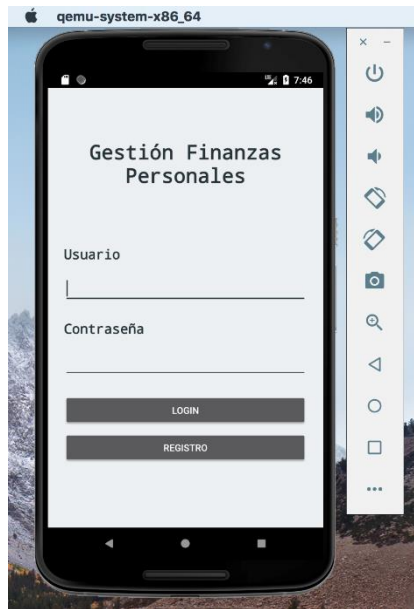 qemu-system-x86_64
7:46
Gestión Finanzas
Personales
Usuario
Contraseña
LOGIN
REGISTRO